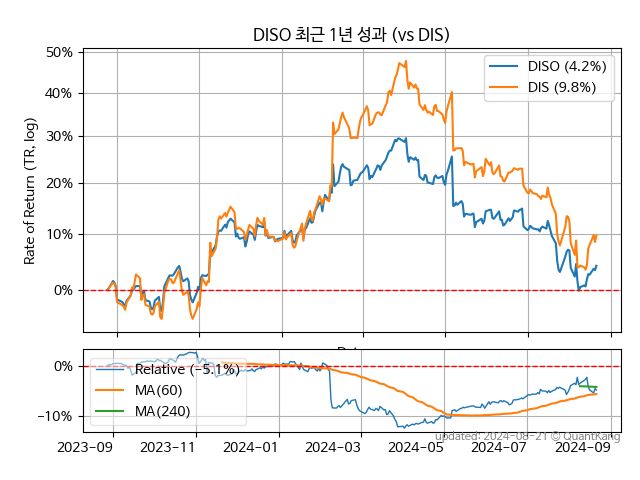 DISO 최근 1년 성과 (vs DIS)
Rate of Return (TR, log)
50%
40%
30%
20%
10%
0%
DISO (4.2%)
DIS (9.8%)
0%
−10%
Relative (−5.1%)
MA(60)
MA(240)
2023−09
2023−11
2024−01
2024−03
2024−05
2024−07
2024−09
updated: 2024−08−21 © QuantKang